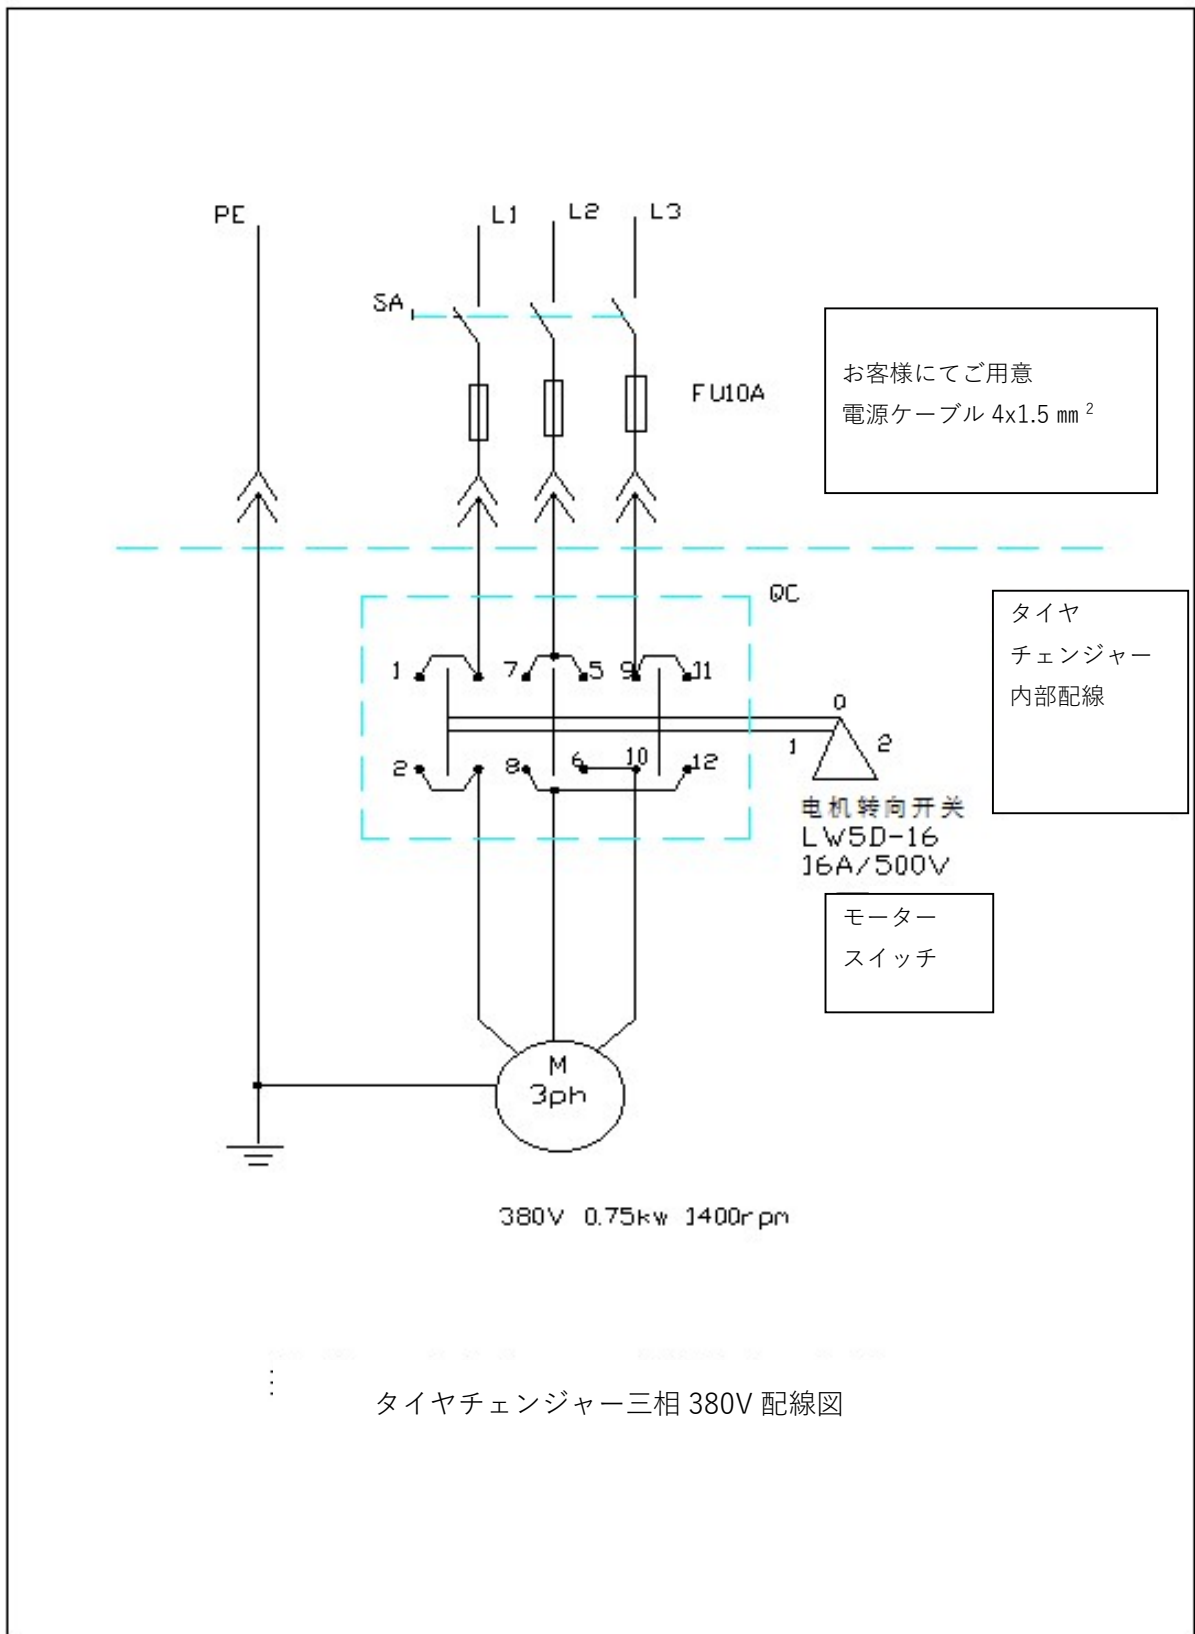 PE
L1
L2
L3
SA
FU10A
お客様にてご用意
電源ケーブル 4x1.5 ㎜ ²
QC
タイヤ
チェンジャー
内部配線
1
7
5
9
11
0
1
2
2
8
6
10
12
电机转向开关
LW5D-16
16A/500V
モーター
スイッチ
M
3ph
380V 0.75kw 1400rpm
⋮
タイヤチェンジャー三相 380V 配線図